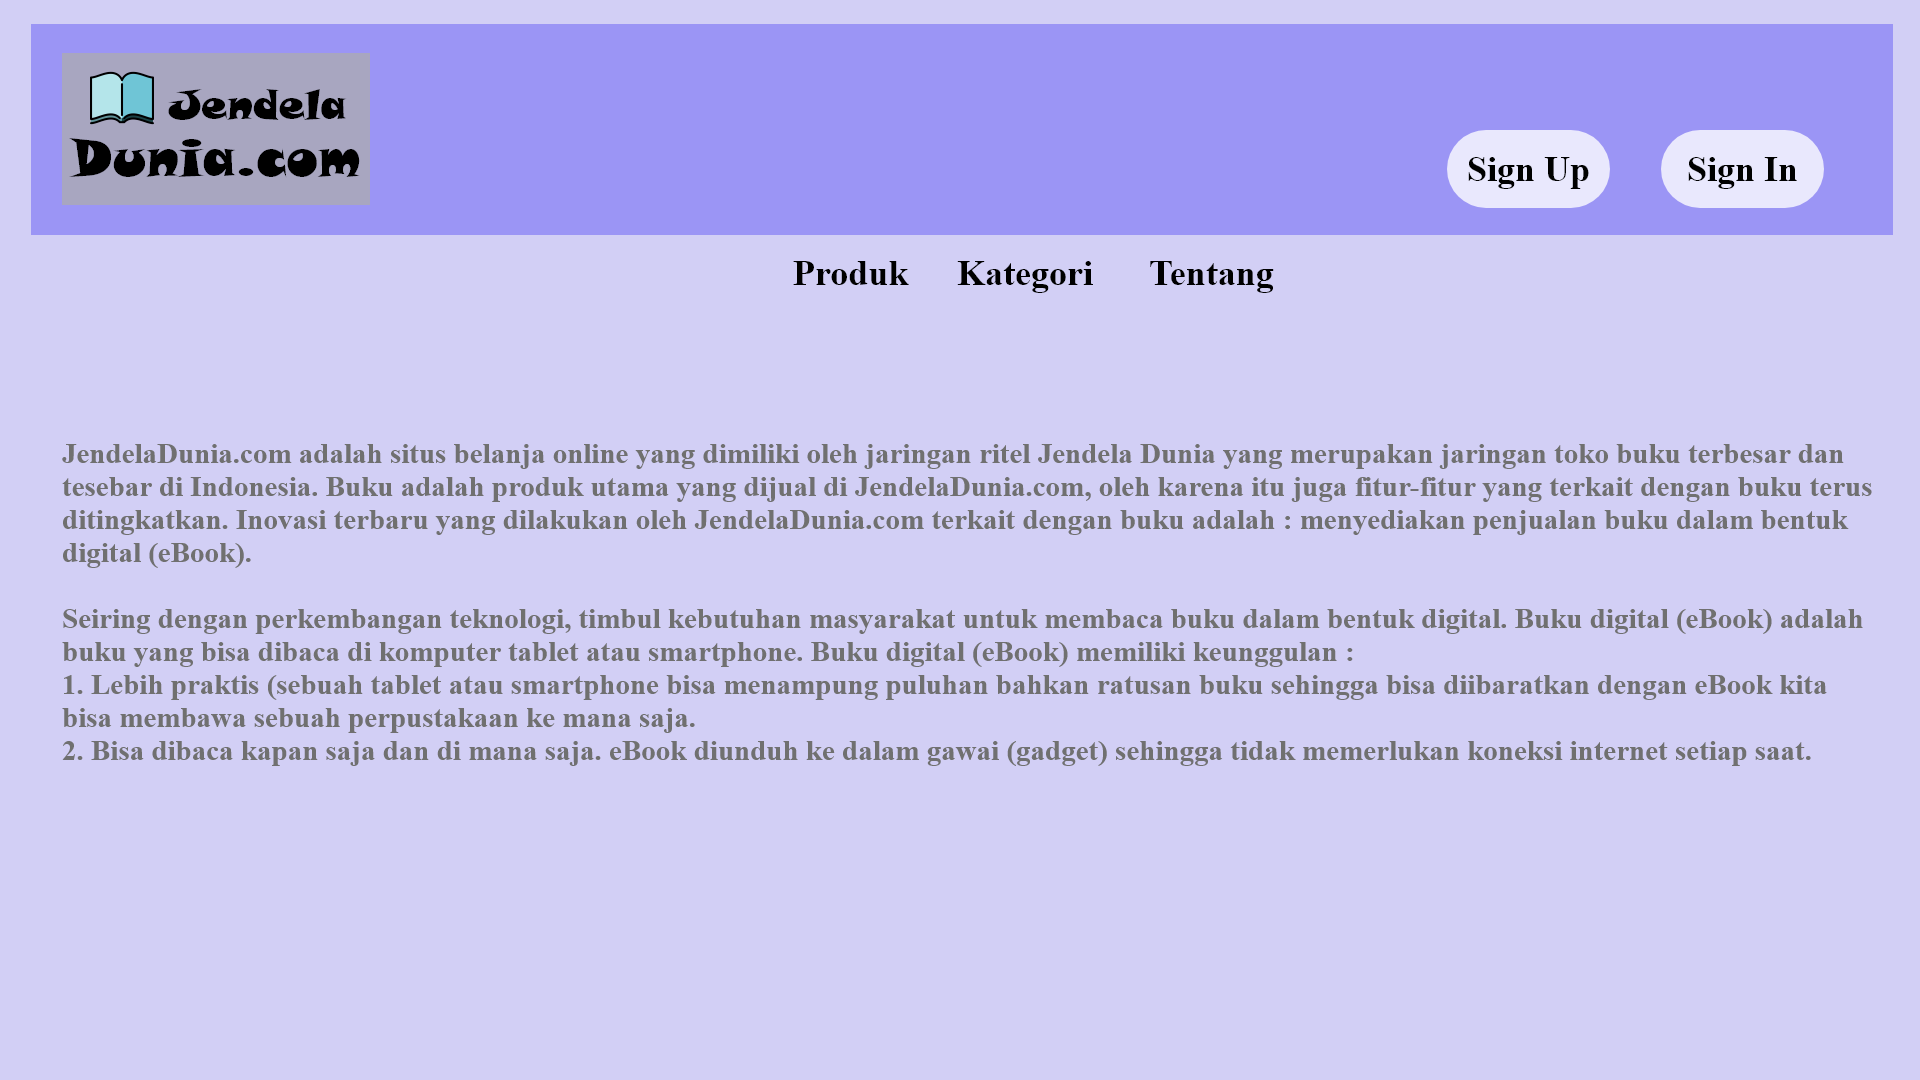 Jendela
Dunia.com
Sign Up
Sign In
Produk
Kategori
Tentang
JendelaDunia.com adalah situs belanja online yang dimiliki oleh jaringan ritel Jendela Dunia yang merupakan jaringan toko buku terbesar dan
tesebar di Indonesia. Buku adalah produk utama yang dijual di JendelaDunia.com, oleh karena itu juga fitur-fitur yang terkait dengan buku terus
ditingkatkan. Inovasi terbaru yang dilakukan oleh JendelaDunia.com terkait dengan buku adalah : menyediakan penjualan buku dalam bentuk
digital (eBook).
Seiring dengan perkembangan teknologi, timbul kebutuhan masyarakat untuk membaca buku dalam bentuk digital. Buku digital (eBook) adalah
buku yang bisa dibaca di komputer tablet atau smartphone. Buku digital (eBook) memiliki keunggulan :
1. Lebih praktis (sebuah tablet atau smartphone bisa menampung puluhan bahkan ratusan buku sehingga bisa diibaratkan dengan eBook kita
bisa membawa sebuah perpustakaan ke mana saja.
2. Bisa dibaca kapan saja dan di mana saja. eBook diunduh ke dalam gawai (gadget) sehingga tidak memerlukan koneksi internet setiap saat.